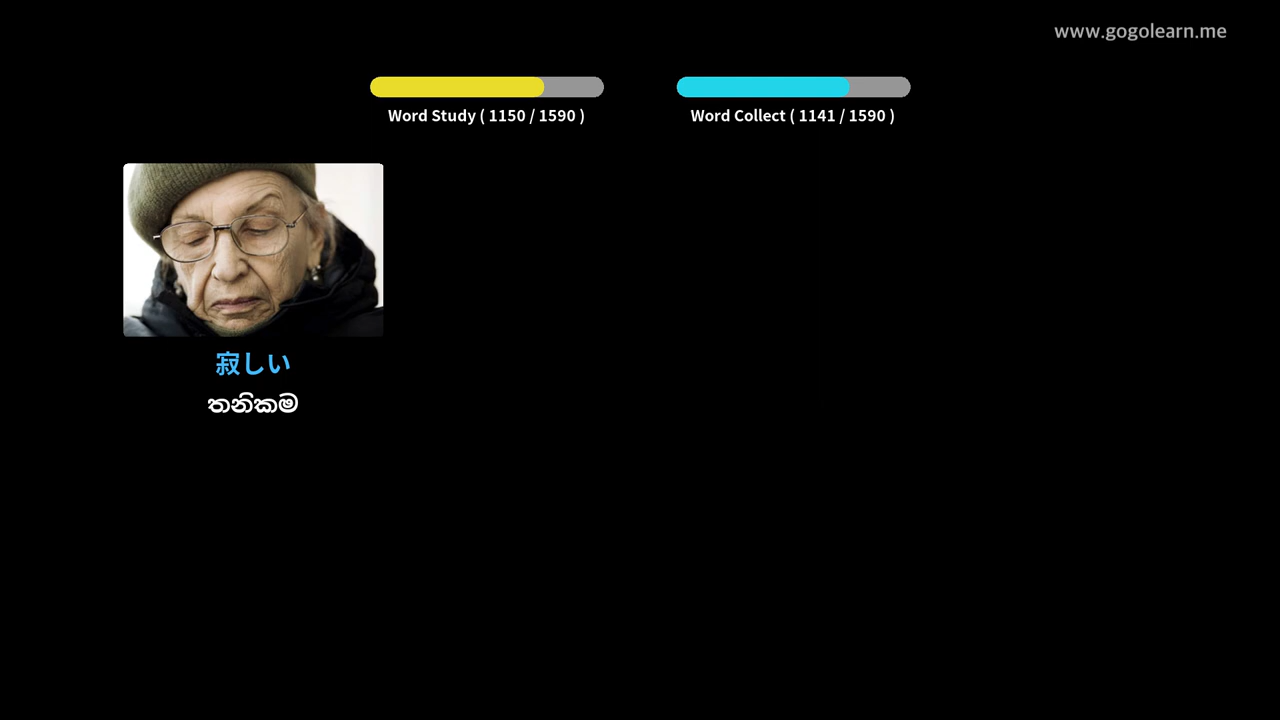 www.gogolearn.me
Word Study ( 1150 / 1590 )
Word Collect ( 1141 / 1590 )
寂しい
තනිකම